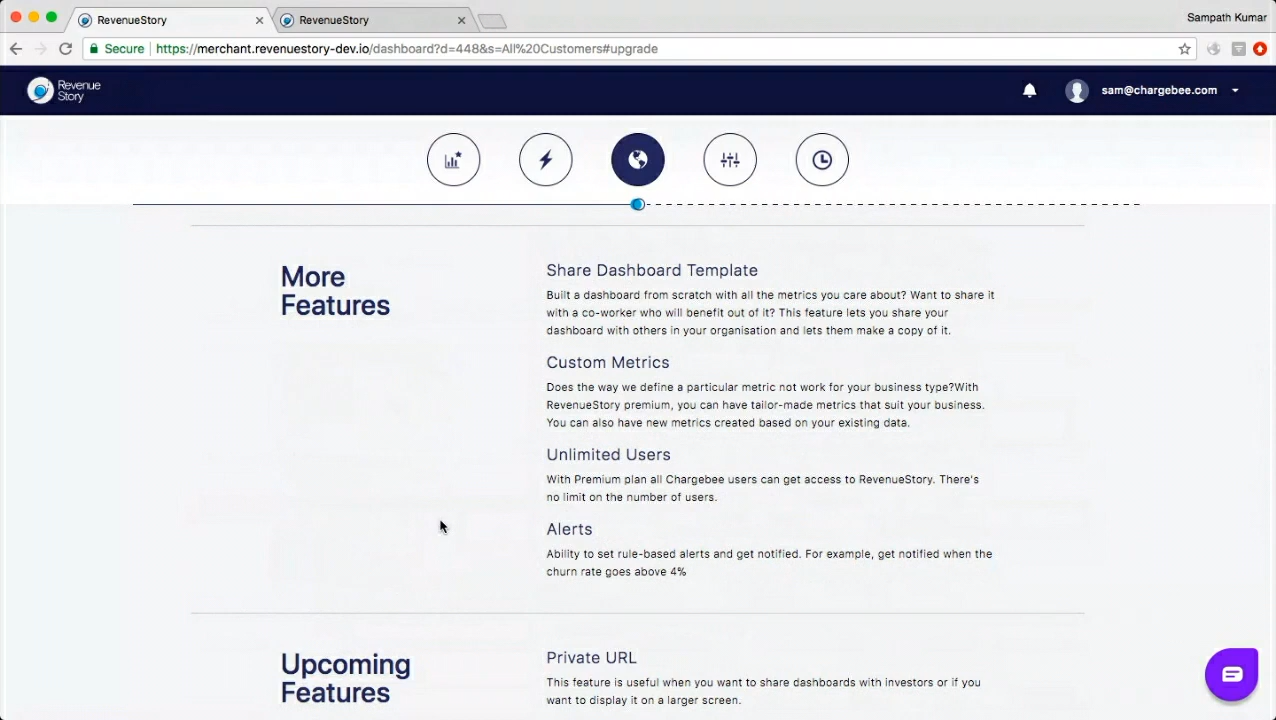 RevenueStory
RevenueStory
Sampath Kumar
Secure
https://merchant.revenuestory-dev.io/dashboard?d=448&s=All%20Customers#upgrade
Revenue
Story
sam@chargebee.com
More
Features
Share Dashboard Template
Built a dashboard from scratch with all the metrics you care about? Want to share it
with a co-worker who will benefit out of it? This feature lets you share your
dashboard with others in your organisation and lets them make a copy of it.
Custom Metrics
Does the way we define a particular metric not work for your business type?With
RevenueStory premium, you can have tailor-made metrics that suit your business.
You can also have new metrics created based on your existing data.
Unlimited Users
With Premium plan all Chargebee users can get access to RevenueStory. There's
no limit on the number of users.
Alerts
Ability to set rule-based alerts and get notified. For example, get notified when the
churn rate goes above 4%
Upcoming
Features
Private URL
This feature is useful when you want to share dashboards with investors or if you
want to display it on a larger screen.